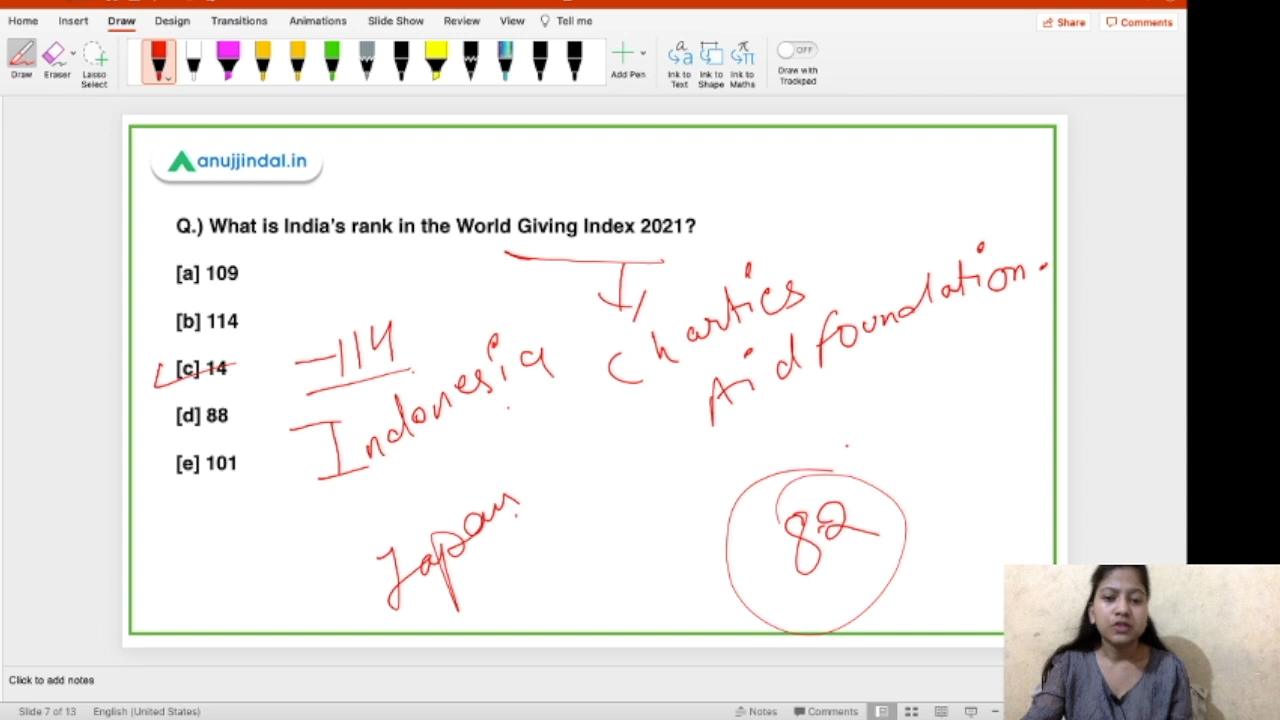 Home Insert Draw Design Transitions Animations Slide Show Review View Tell me
Share Comments
Draw Eraser Lasso Select Add Pen Ink to Text Ink to Shape Ink to Maths OFF Draw with Trackpad
anujjindal.in
Q.) What is India's rank in the World Giving Index 2021?
[a] 109
[b] 114
[c] 14
[d] 88
[e] 101
114
Indonesia
Japan
Charties
Aid foundation.
82
Click to add notes
Slide 7 of 13 English (United States) Notes Comments